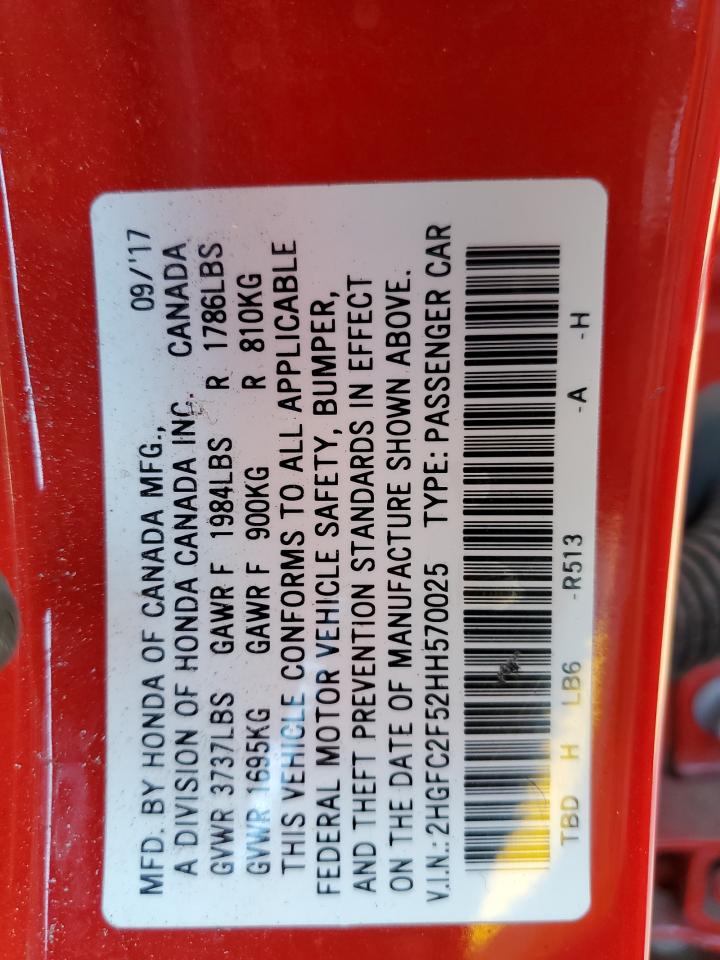 MFD. BY HONDA OF CANADA MFG., 09/'17
A DIVISION OF HONDA CANADA INC. CANADA
GVWR 3737LBS GAWR F 1984LBS R 1786LBS
GVWR 1695KG GAWR F 900KG R 810KG
THIS VEHICLE CONFORMS TO ALL APPLICABLE
FEDERAL MOTOR VEHICLE SAFETY, BUMPER,
AND THEFT PREVENTION STANDARDS IN EFFECT
ON THE DATE OF MANUFACTURE SHOWN ABOVE.
V.I.N.: 2HGFC2F52HH570025 TYPE: PASSENGER CAR
TBD H LB6 -R513 -A -H